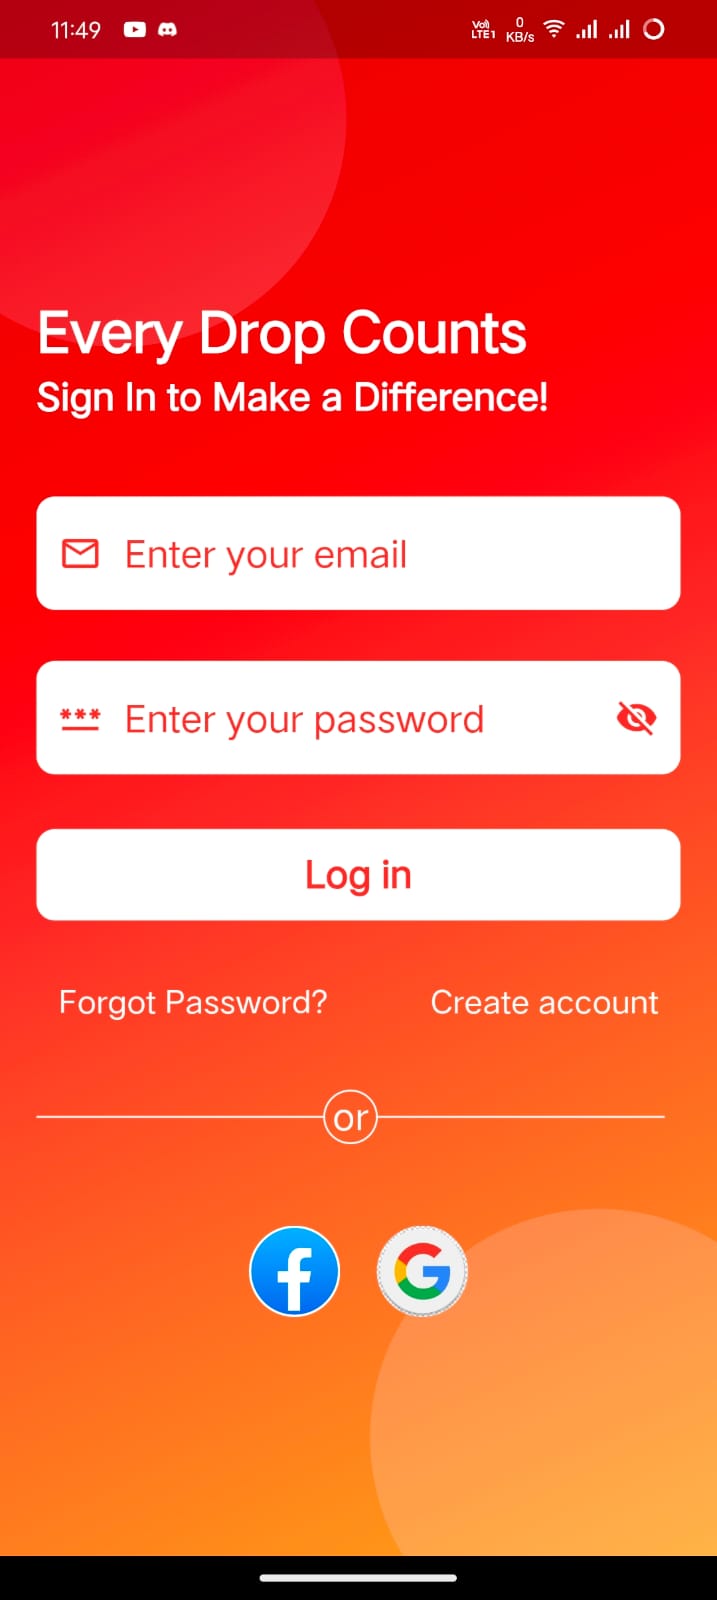 11:49
Vo))
LTE1
0
KB/s
Every Drop Counts
Sign In to Make a Difference!
Enter your email
*** Enter your password
Log in
Forgot Password? Create account
or
f G